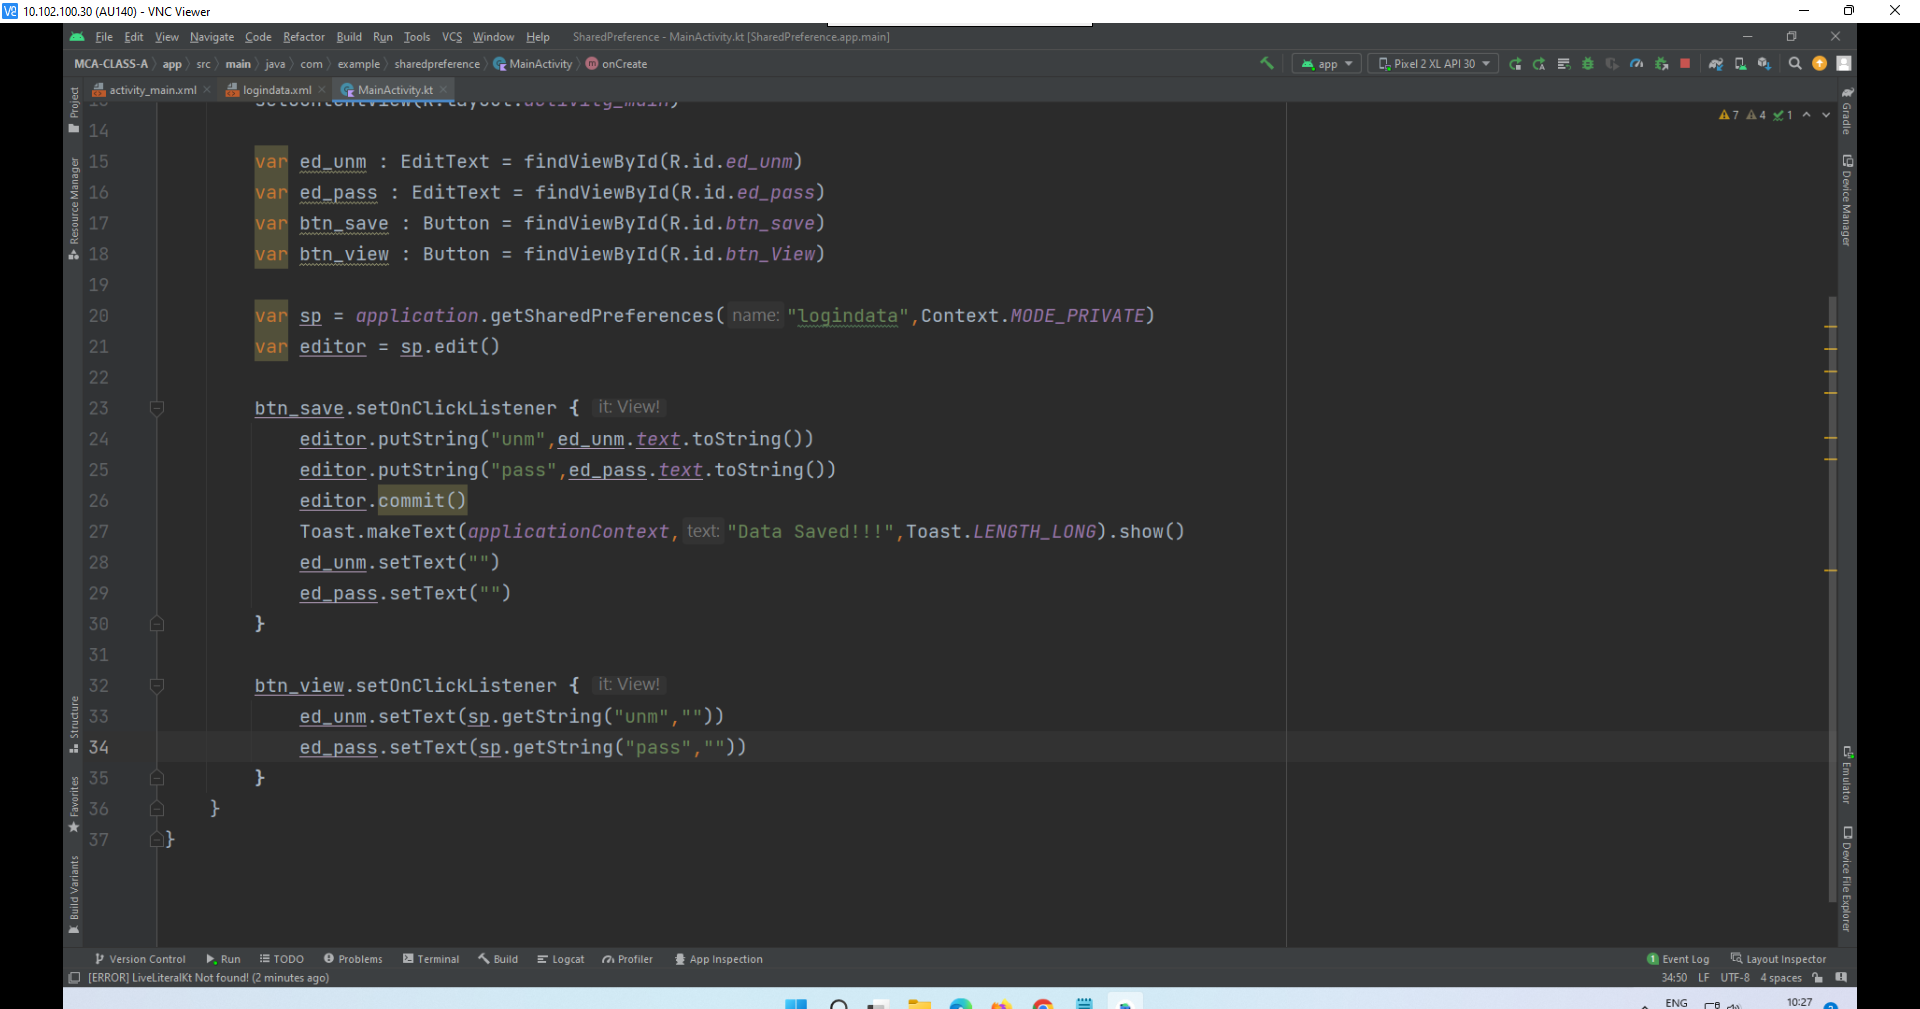 10.102.100.30 (AU140) - VNC Viewer
File Edit View Navigate Code Refactor Build Run Tools VCS Window Help SharedPreference - MainActivity.kt [SharedPreference.app.main]
MCA-CLASS-A app src main java com example sharedpreference MainActivity onCreate
app Pixel 2 XL API 30
activity_main.xml logindata.xml MainActivity.kt
7 4 1
14
15 var ed_unm : EditText = findViewById(R.id.ed_unm)
16 var ed_pass : EditText = findViewById(R.id.ed_pass)
17 var btn_save : Button = findViewById(R.id.btn_save)
18 var btn_view : Button = findViewById(R.id.btn_View)
19
20 var sp = application.getSharedPreferences( name: "logindata",Context.MODE_PRIVATE)
21 var editor = sp.edit()
22
23 btn_save.setOnClickListener { it: View!
24 editor.putString("unm",ed_unm.text.toString())
25 editor.putString("pass",ed_pass.text.toString())
26 editor.commit()
27 Toast.makeText(applicationContext, text: "Data Saved!!!",Toast.LENGTH_LONG).show()
28 ed_unm.setText("")
29 ed_pass.setText("")
30 }
31
32 btn_view.setOnClickListener { it: View!
33 ed_unm.setText(sp.getString("unm",""))
34 ed_pass.setText(sp.getString("pass",""))
35 }
36 }
37 }
Project
Resource Manager
Structure
Favorites
Build Variants
Gradle
Device Manager
Emulator
Device File Explorer
Version Control Run TODO Problems Terminal Build Logcat Profiler App Inspection 1 Event Log Layout Inspector
[ERROR] LiveLiteralKt Not found! (2 minutes ago) 34:50 LF UTF-8 4 spaces
ENG 10:27